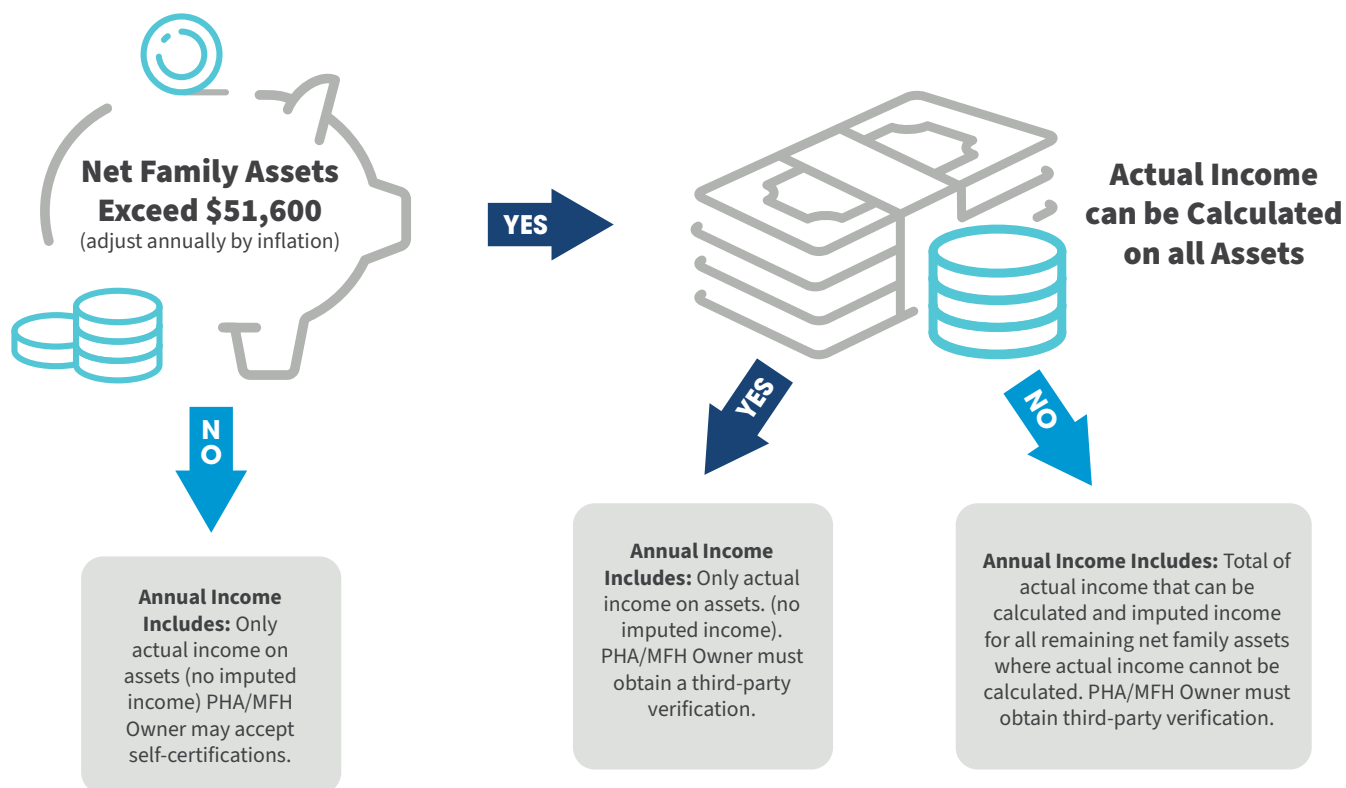 Net Family Assets
Exceed $51,600
(adjust annually by inflation)
YES
Actual Income
can be Calculated
on all Assets
N
O
YES
NO
Annual Income
Includes: Only
actual income on
assets (no imputed
income) PHA/MFH
Owner may accept
self-certifications.
Annual Income
Includes: Only actual
income on assets. (no
imputed income).
PHA/MFH Owner must
obtain a third-party
verification.
Annual Income Includes: Total of
actual income that can be
calculated and imputed income
for all remaining net family assets
where actual income cannot be
calculated. PHA/MFH Owner must
obtain third-party verification.